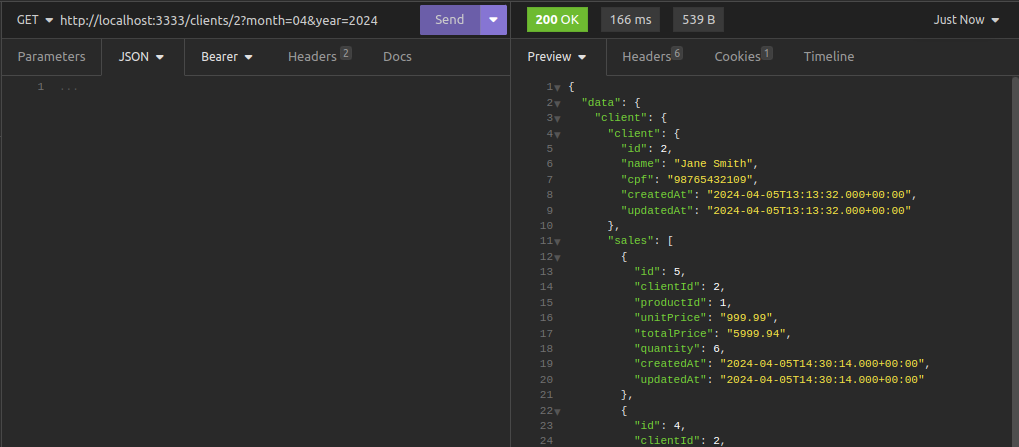 GET http://localhost:3333/clients/2?month=04&year=2024 Send 200 OK 166 ms 539 B Just Now
Parameters JSON Bearer Headers 2 Docs Preview Headers 6 Cookies 1 Timeline
1 ...
1 {
2 "data": {
3 "client": {
4 "client": {
5 "id": 2,
6 "name": "Jane Smith",
7 "cpf": "98765432109",
8 "createdAt": "2024-04-05T13:13:32.000+00:00",
9 "updatedAt": "2024-04-05T13:13:32.000+00:00"
10 },
11 "sales": [
12 {
13 "id": 5,
14 "clientId": 2,
15 "productId": 1,
16 "unitPrice": "999.99",
17 "totalPrice": "5999.94",
18 "quantity": 6,
19 "createdAt": "2024-04-05T14:30:14.000+00:00",
20 "updatedAt": "2024-04-05T14:30:14.000+00:00"
21 },
22 {
23 "id": 4,
24 "clientId": 2,